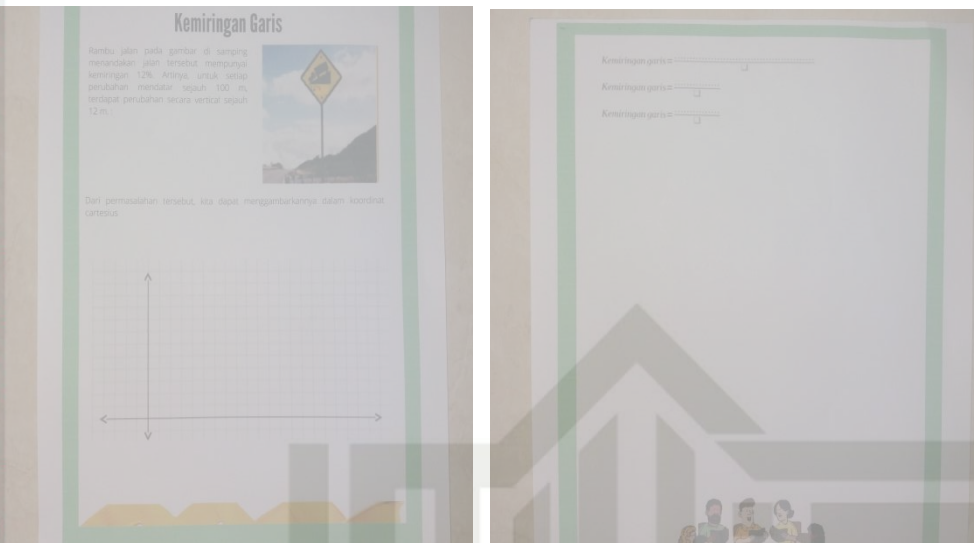 Kemiringan Garis
Rambu jalan pada gambar di samping
menandakan jalan tersebut mempunyai
kemiringan 12%. Artinya, untuk setiap
perubahan mendatar sejauh 100 m,
terdapat perubahan secara vertical sejauh
12 m
Dari permasalahan tersebut, kita dapat menggambarkannya dalam koordinat
cartesius
Kemiringan garis =
Kemiringan garis =
Kemiringan garis =